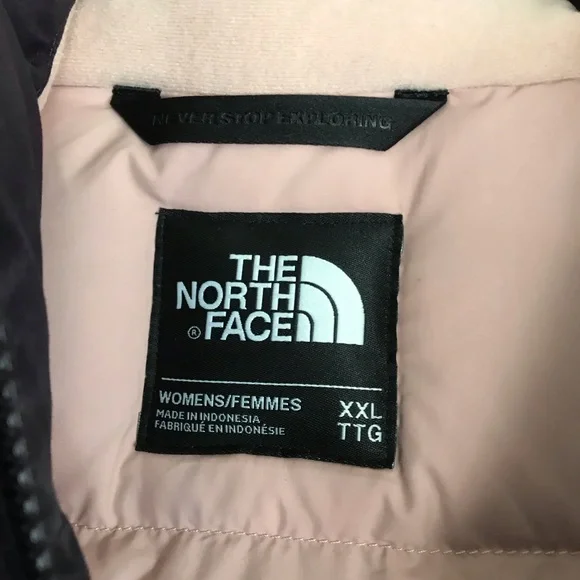 NEVER STOP EXPLORING
THE
NORTH
® FACE
WOMENS/FEMMES XXL
MADE IN INDONESIA
FABRIQUÉ EN INDONÉSIE TTG